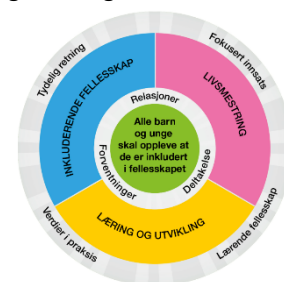 Tydelig retning
Fokusert innsats
INKLUDERENDE FELLESSKAP
LIVSMESTRING
Relasjoner
Alle barn
og unge
skal oppleve at
de er inkludert
i fellesskapet
Forventninger
Deltakelse
LÆRING OG UTVIKLING
Verdier i praksis
Lærende fellesskap